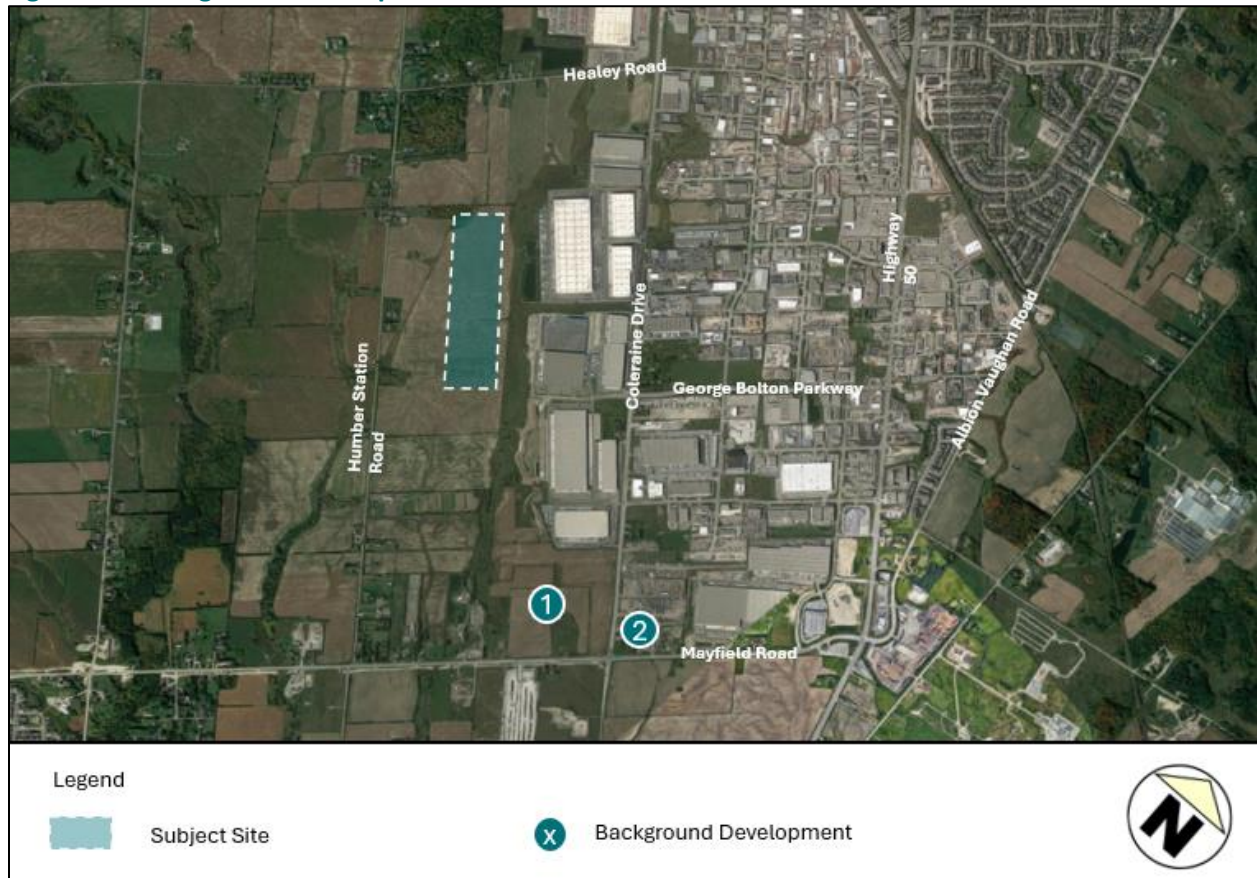 Healey Road
Highway
50
Coleraine Drive
Humber Station
Road
George Bolton Parkway
Albion Vaughan Road
1
2
Mayfield Road
Legend
Subject Site
X
Background Development
N